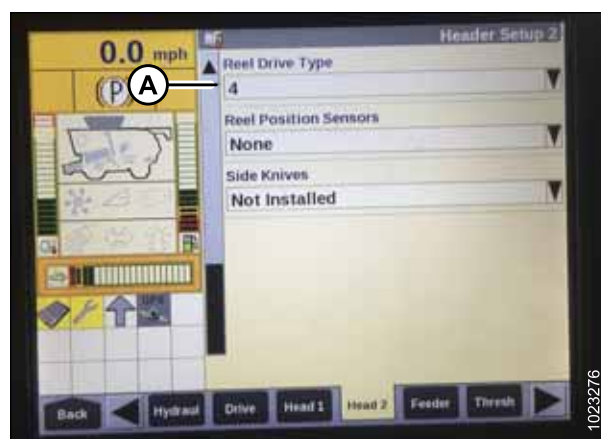 Header Setup 2
0.0 mph
(P)
A
Reel Drive Type
4
Reel Position Sensors
None
Side Knives
Not Installed
GPS
Back
Hydraul
Drive
Head 1
Head 2
Feeder
Thresh
1023276